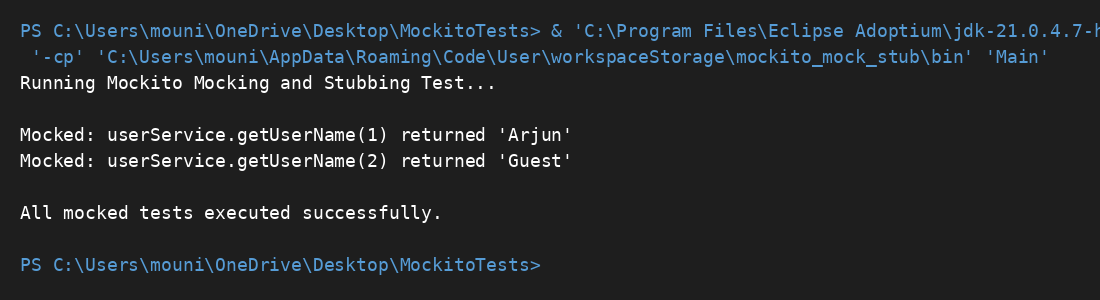 PS C:\Users\mouni\OneDrive\Desktop\MockitoTests> & 'C:\Program Files\Eclipse Adoptium\jdk-21.0.4.7-h
'-cp' 'C:\Users\mouni\AppData\Roaming\Code\User\workspaceStorage\mockito_mock_stub\bin' 'Main'
Running Mockito Mocking and Stubbing Test...
Mocked: userService.getUserName(1) returned 'Arjun'
Mocked: userService.getUserName(2) returned 'Guest'
All mocked tests executed successfully.
PS C:\Users\mouni\OneDrive\Desktop\MockitoTests>